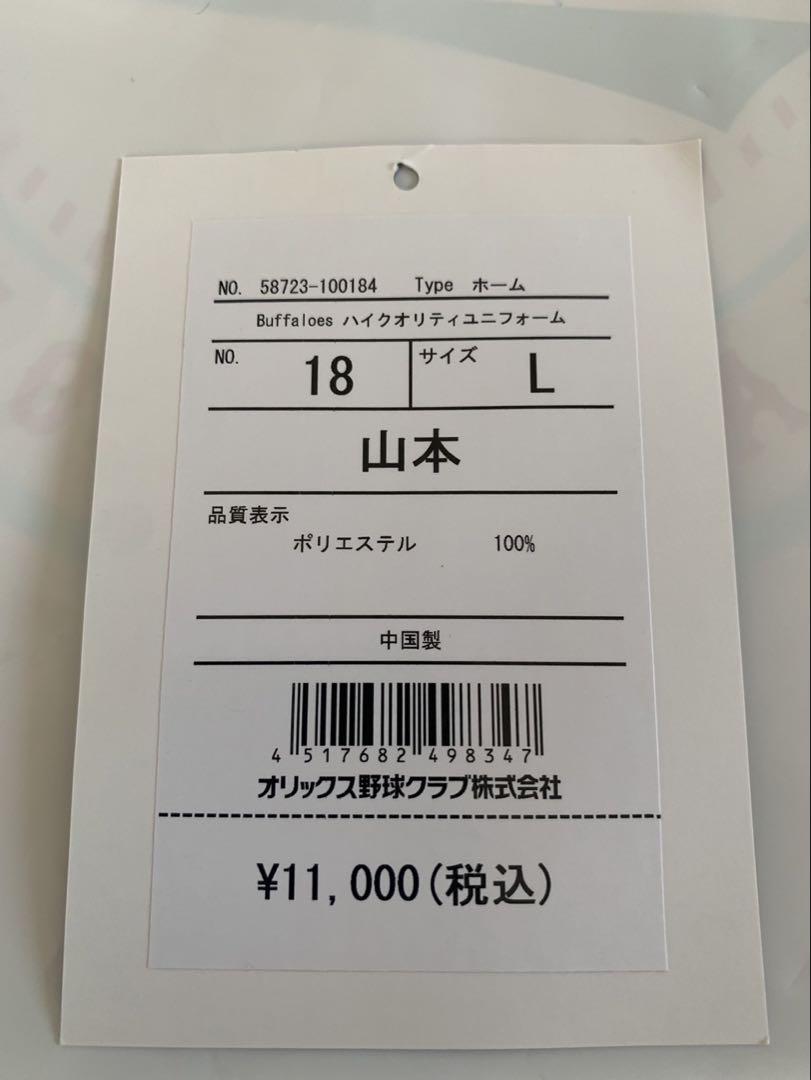 NO. 58723-100184 Type ホーム
Buffaloes ハイクオリティユニフォーム
NO. 18 サイズ L
山本
品質表示
ポリエステル 100%
中国製
4 517682 498347
オリックス野球クラブ株式会社
¥11,000(税込)